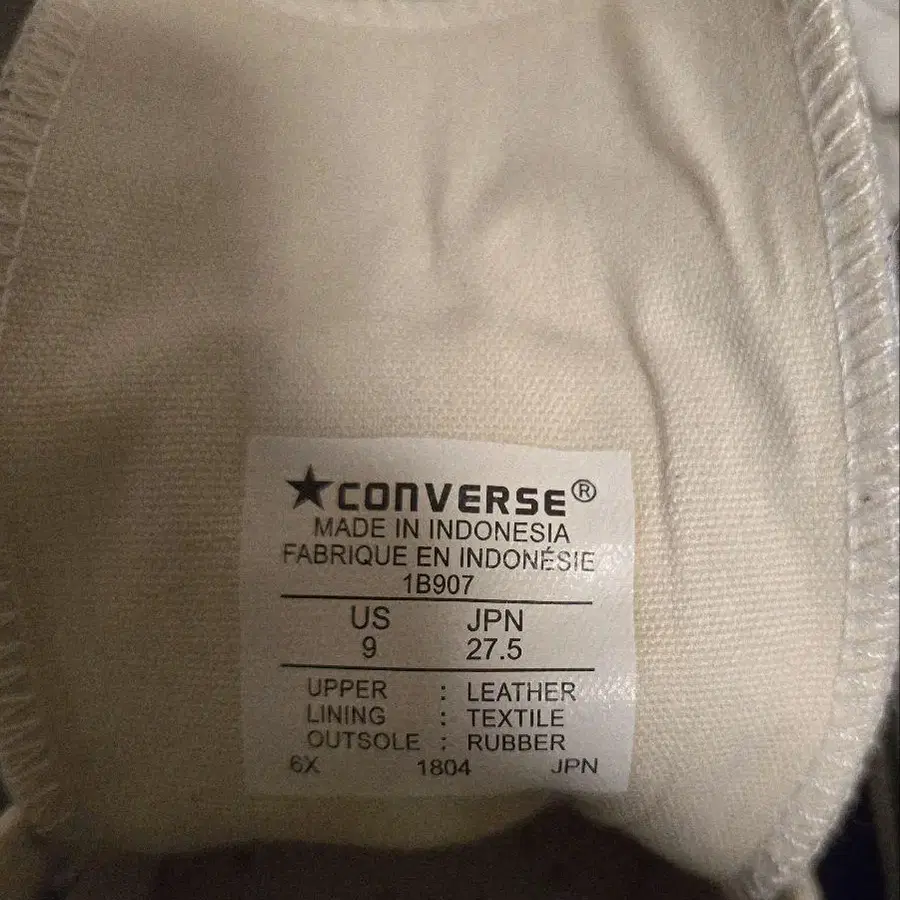 ★CONVERSE®
MADE IN INDONESIA
FABRIQUE EN INDONÉSIE
1B907
US JPN
9 27.5
UPPER : LEATHER
LINING : TEXTILE
OUTSOLE : RUBBER
6X 1804 JPN